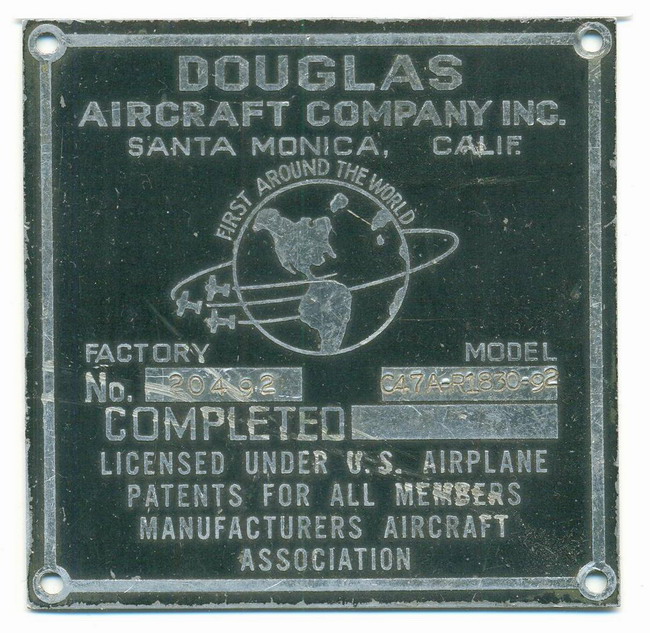 DOUGLAS
AIRCRAFT COMPANY INC.
SANTA MONICA, CALIF.
FIRST AROUND THE WORLD
FACTORY MODEL
No. 20492 C47A-R1830-92
COMPLETED
LICENSED UNDER U.S. AIRPLANE
PATENTS FOR ALL MEMBERS
MANUFACTURERS AIRCRAFT
ASSOCIATION